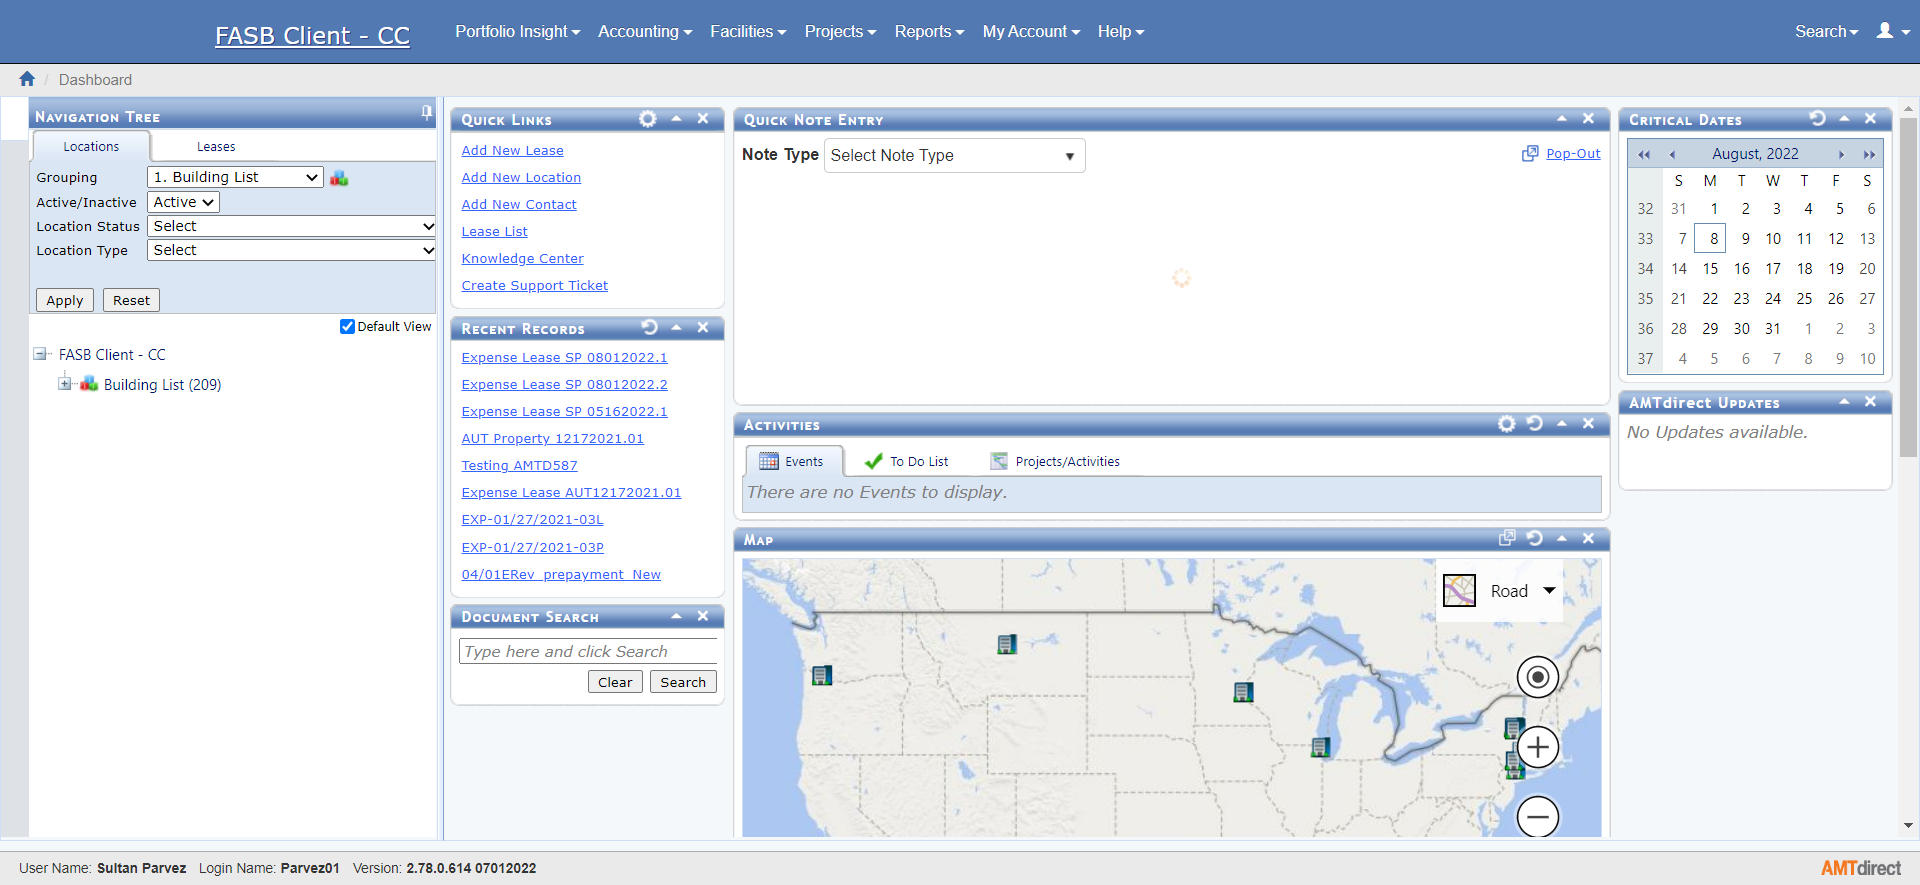 FASB Client - CC
Portfolio Insight Accounting Facilities Projects Reports My Account Help Search
/ Dashboard
Navigation Tree
Locations Leases
Grouping 1. Building List
Active/Inactive Active
Location Status Select
Location Type Select
Apply Reset
Default View
FASB Client - CC
Building List (209)
Quick Links
Add New Lease
Add New Location
Add New Contact
Lease List
Knowledge Center
Create Support Ticket
Recent Records
Expense Lease SP 08012022.1
Expense Lease SP 08012022.2
Expense Lease SP 05162022.1
AUT Property 12172021.01
Testing AMTD587
Expense Lease AUT12172021.01
EXP-01/27/2021-03L
EXP-01/27/2021-03P
04/01ERev_prepayment_New
Document Search
Type here and click Search
Clear Search
Quick Note Entry
Note Type Select Note Type Pop-Out
Activities
Events To Do List Projects/Activities
There are no Events to display.
Map
Road
Critical Dates
August, 2022
S M T W T F S
32 31 1 2 3 4 5 6
33 7 8 9 10 11 12 13
34 14 15 16 17 18 19 20
35 21 22 23 24 25 26 27
36 28 29 30 31 1 2 3
37 4 5 6 7 8 9 10
AMTdirect Updates
No Updates available.
User Name: Sultan Parvez Login Name: Parvez01 Version: 2.78.0.614 07012022
AMTdirect